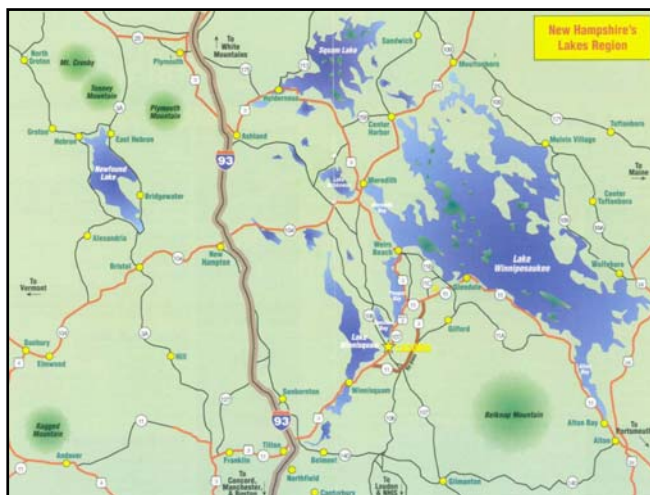 New Hampshire's
Lakes Region
To
White
Mountains
North
Groton
Mt. Crosby
Plymouth
Squam Lake
Sandwich
Moultonboro
Tenney
Mountain
Plymouth
Mountain
Holderness
Groton
Hebron
East Hebron
Ashland
Center
Harbor
Melvin Village
Tuftonboro
93
To
Maine
Newfound
Lake
Bridgewater
Meredith
Center
Tuftonboro
Alexandria
New
Hampton
Weirs
Beach
Lake
Winnipesaukee
Wolfeboro
Bristol
Glendale
To
Vermont
Lake
Winnisquam
Gilford
Danbury
Elmwood
Hill
Sanbornton
Winnisquam
Belknap Mountain
Ragged
Mountain
93
Alton Bay
To
Portsmouth
Alton
Andover
Franklin
Tilton
Belmont
Northfield
Gilmanton
To
Concord,
Manchester
& Boston
Canterbury
To
Loudon
& NHIS